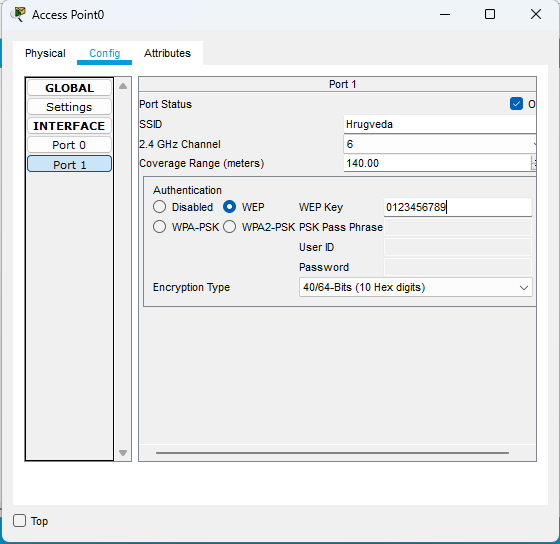 Access Point0
Physical Config Attributes
GLOBAL
Settings
INTERFACE
Port 0
Port 1
Port 1
Port Status O
SSID Hrugveda
2.4 GHz Channel 6
Coverage Range (meters) 140.00
Authentication
Disabled WEP WEP Key 0123456789
WPA-PSK WPA2-PSK PSK Pass Phrase
User ID
Password
Encryption Type 40/64-Bits (10 Hex digits)
Top